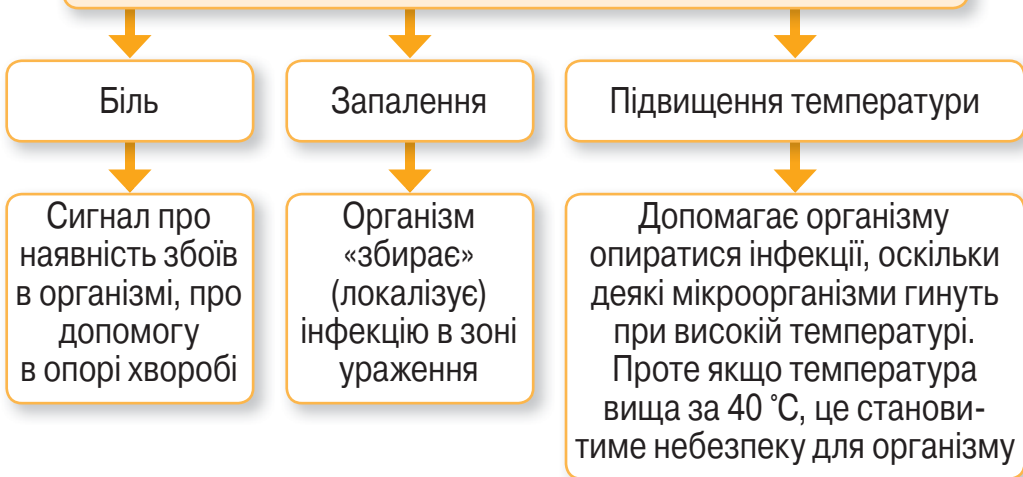 Біль
Запалення
Підвищення температури
Сигнал про
наявність збоїв
в організмі, про
допомогу
в опорі хворобі
Організм
«збирає»
(локалізує)
інфекцію в зоні
ураження
Допомагає організму
опиратися інфекції, оскільки
деякі мікроорганізми гинуть
при високій температурі.
Проте якщо температура
вища за 40 °С, це станови-
тиме небезпеку для організму